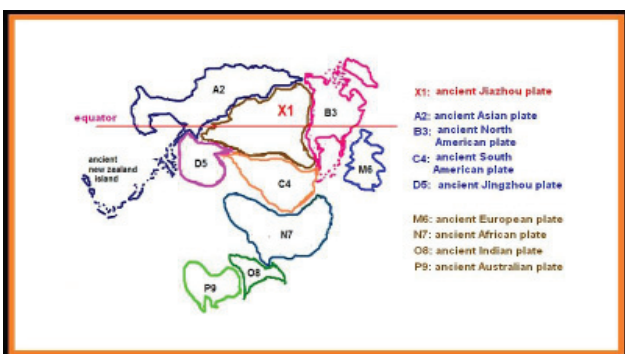 A2
X1
B3
equator
ancient
new zealand
island
D5
C4
M6
N7
O8
P9
X1: ancient Jiazhou plate
A2: ancient Asian plate
B3: ancient North
American plate
C4: ancient South
American plate
D5: ancient Jingzhou plate
M6: ancient European plate
N7: ancient African plate
O8: ancient Indian plate
P9: ancient Australian plate